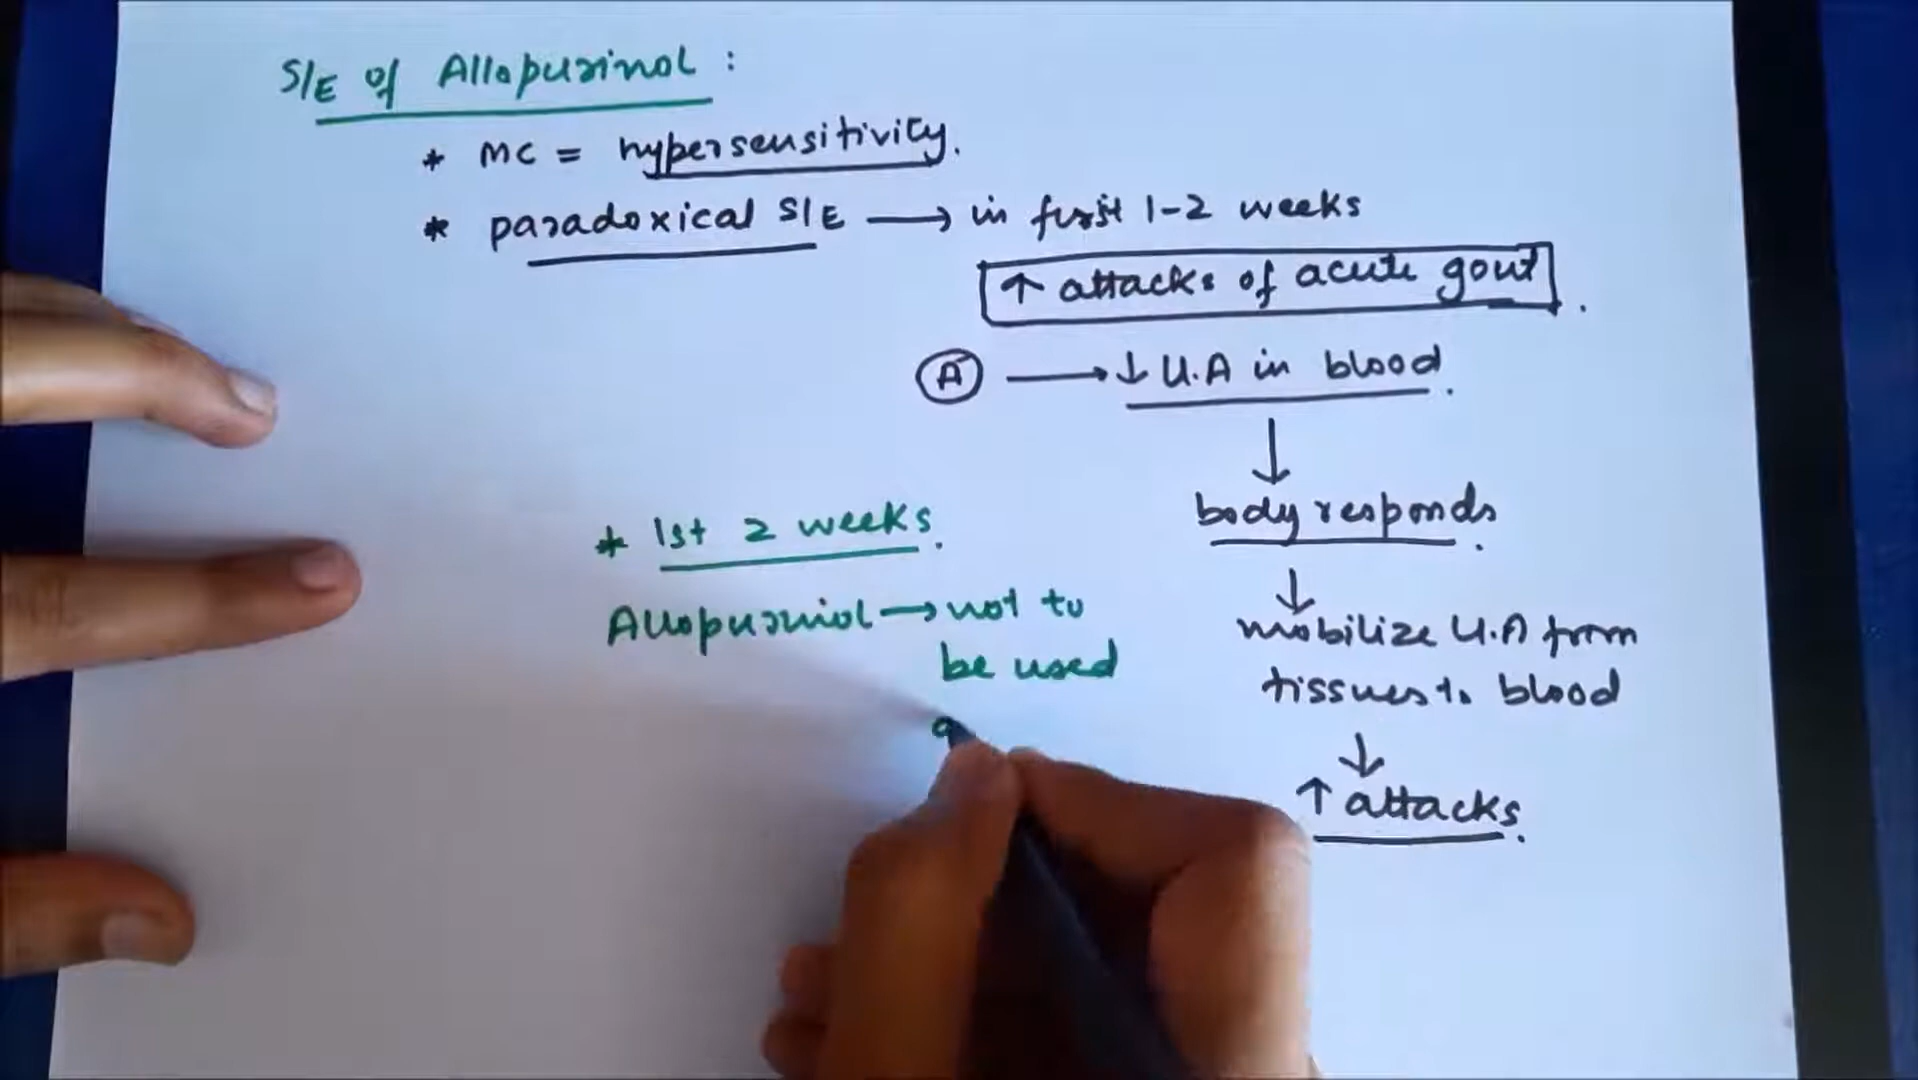 S/E of Allopurinol :
* MC = hypersensitivity.
* paradoxical S/E → in first 1-2 weeks
↑ attacks of acute gout.
Ⓐ → ↓ U.A in blood.
↓
body responds.
↓
mobilize U.A from
tissues to blood
↓
↑ attacks.
* 1st 2 weeks.
Allopurniol → not to
be used
a